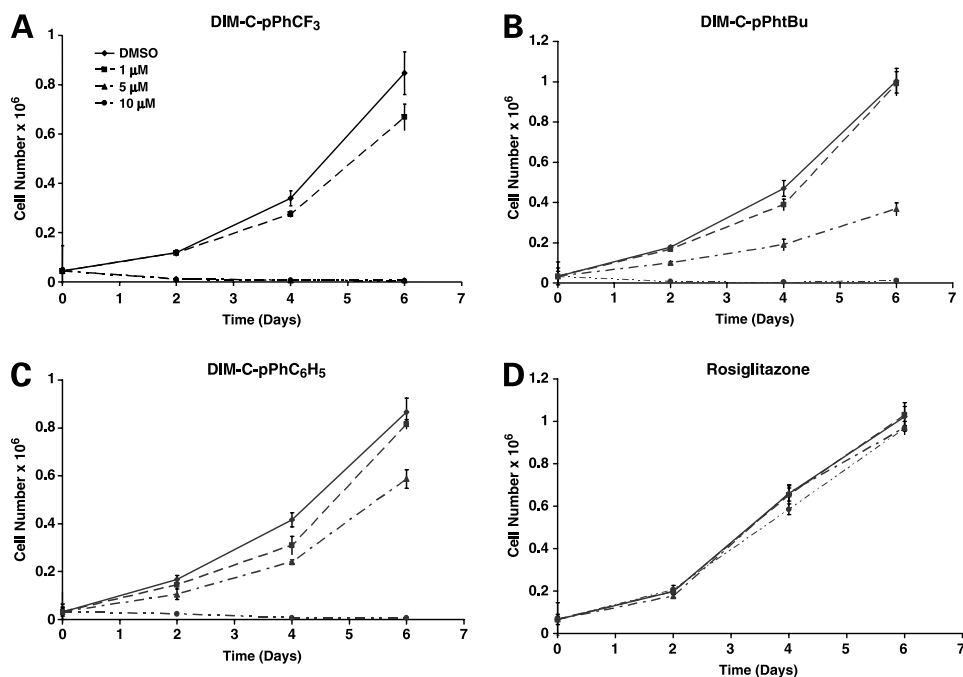 A
DIM-C-pPhCF3
1
0.8
0.6
0.4
0.2
0
Cell Number x 10^6
DMSO
1 µM
5 µM
10 µM
0 1 2 3 4 5 6 7
Time (Days)
B
DIM-C-pPhtBu
1.2
1
0.8
0.6
0.4
0.2
0
Cell Number x 10^6
0 1 2 3 4 5 6 7
Time (Days)
C
DIM-C-pPhC6H5
1
0.8
0.6
0.4
0.2
0
Cell Number x 10^6
0 1 2 3 4 5 6 7
Time (Days)
D
Rosiglitazone
1.2
1
0.8
0.6
0.4
0.2
0
Cell Number x 10^6
0 1 2 3 4 5 6 7
Time (Days)